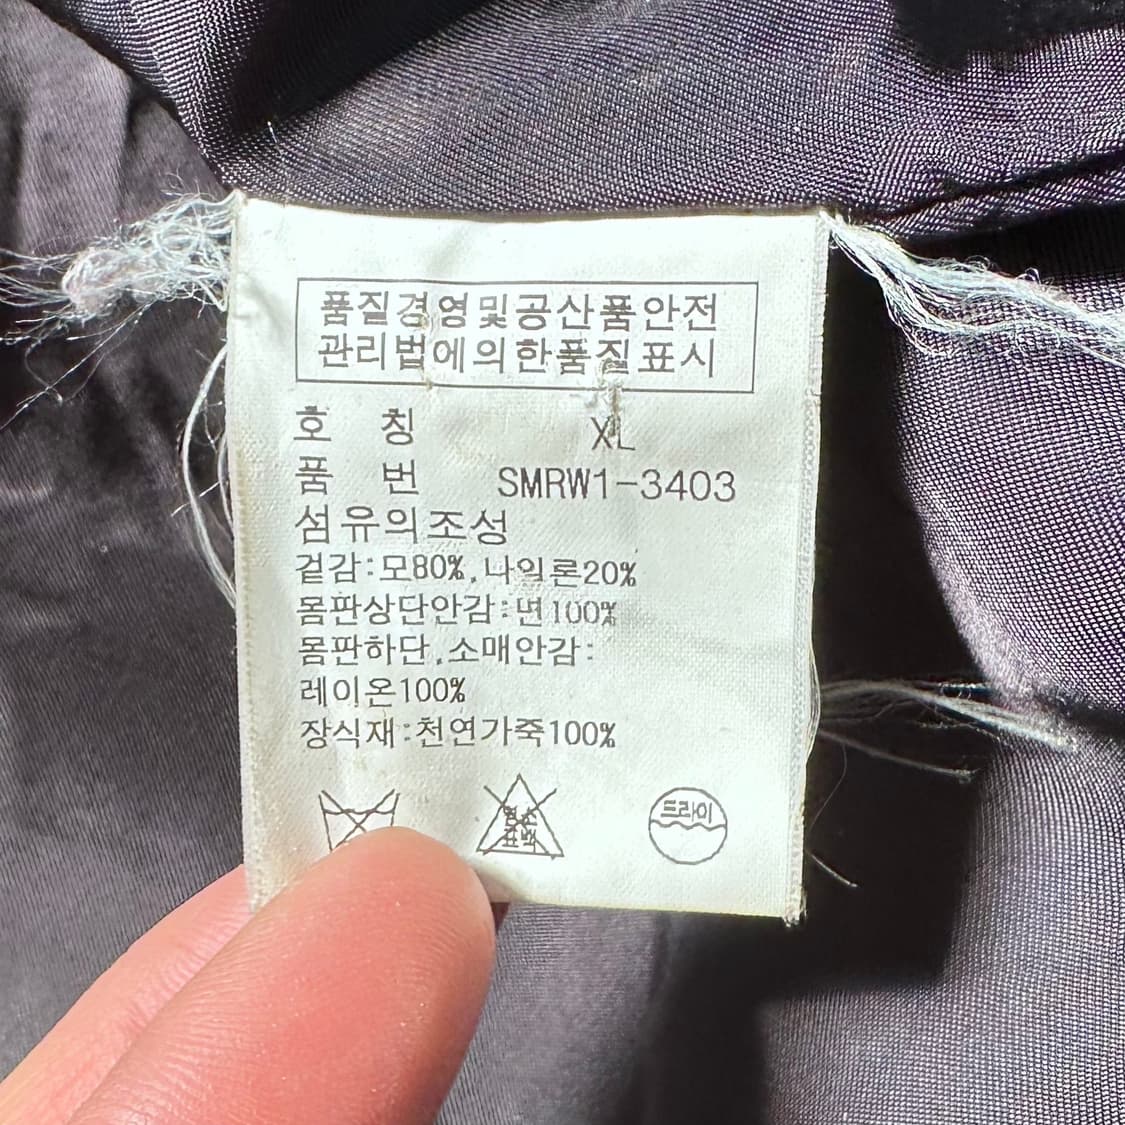 품질경영및공산품안전
관리법에의한품질표시
호 칭 XL
품 번 SMRW1-3403
섬유의조성
겉감:모80%,나일론20%
몸판상단안감:면100%
몸판하단,소매안감:
레이온100%
장식재:천연가죽100%
염소
표백
드라이